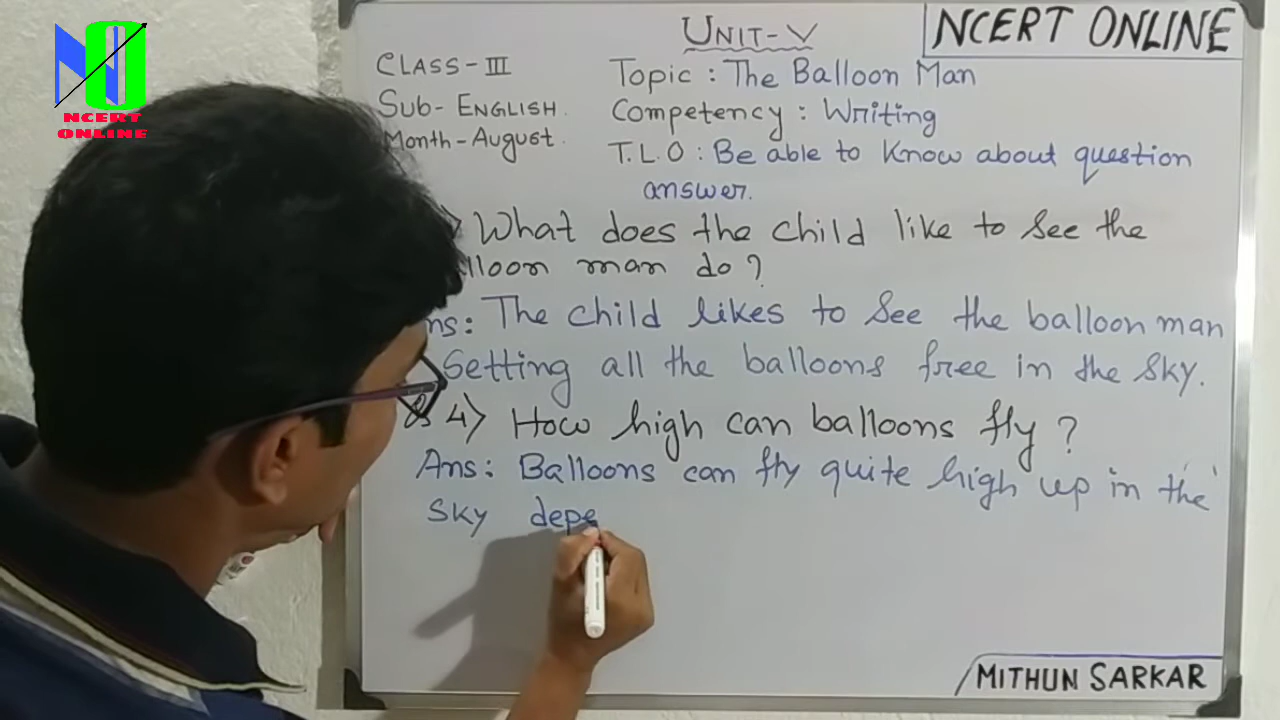 NCERT
ONLINE
UNIT-V
NCERT ONLINE
CLASS-III
Topic : The Balloon Man
Sub- ENGLISH.
Competency : Writing
Month - August.
T.L.O : Be able to Know about question
answer.
What does the child like to see the
lloon man do ?
ns: The child likes to see the balloon man
Getting all the balloons free in the sky.
4) How high can balloons fly ?
Ans: Balloons can fly quite high up in the
sky depe
MITHUN SARKAR